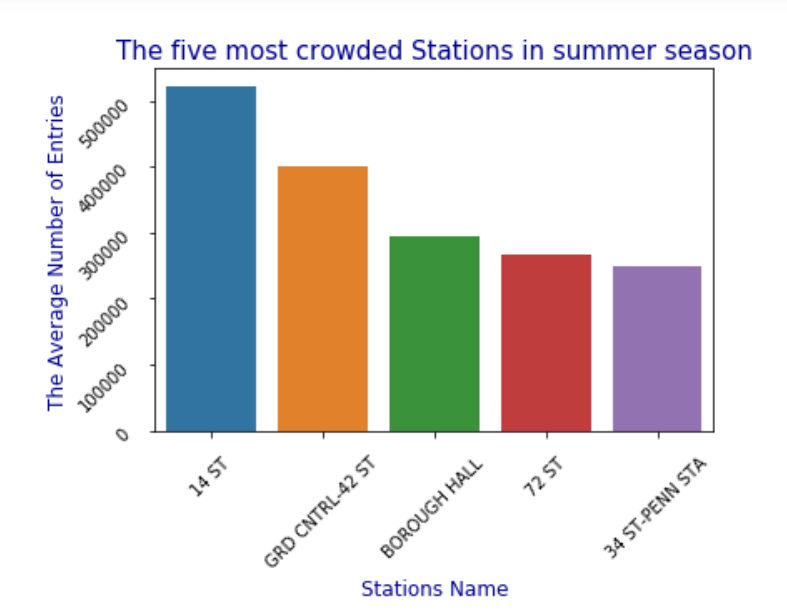 The five most crowded Stations in summer season
The Average Number of Entries
500000
400000
300000
200000
100000
0
14 ST
GRD CNTRL-42 ST
BOROUGH HALL
72 ST
34 ST-PENN STA
Stations Name